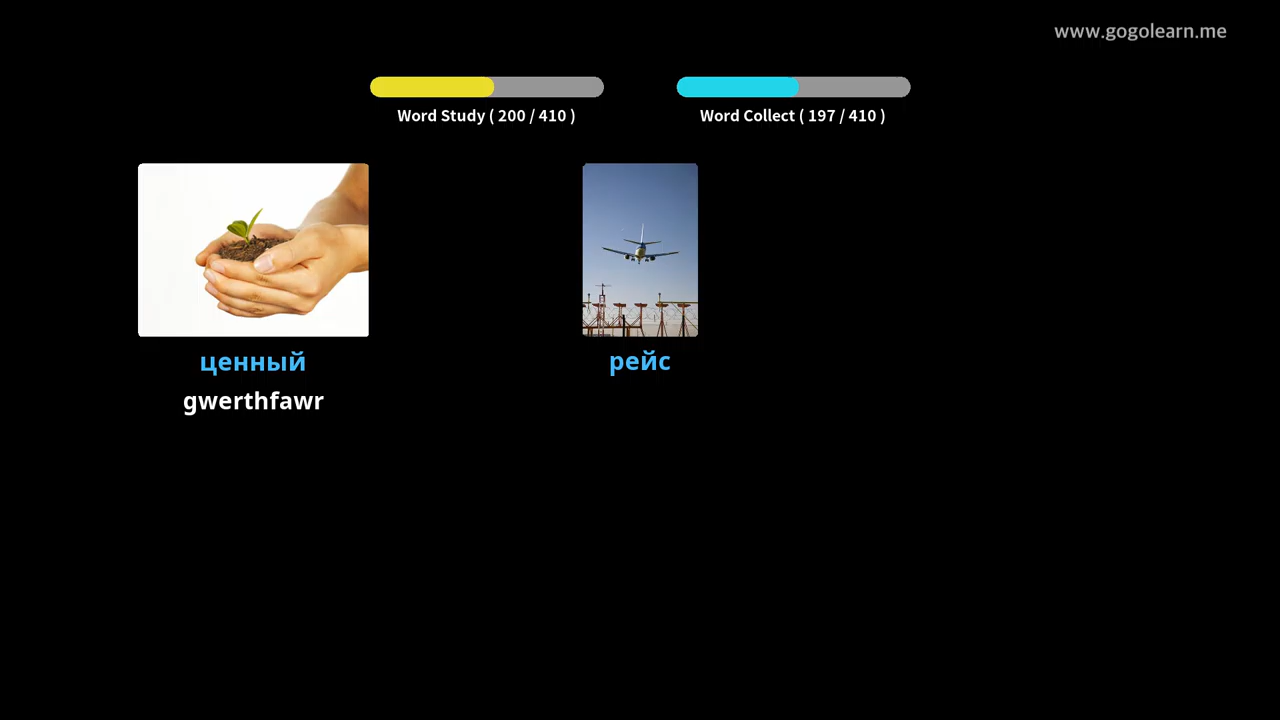 www.gogolearn.me
Word Study ( 200 / 410 )
Word Collect ( 197 / 410 )
ценный
рейс
gwerthfawr